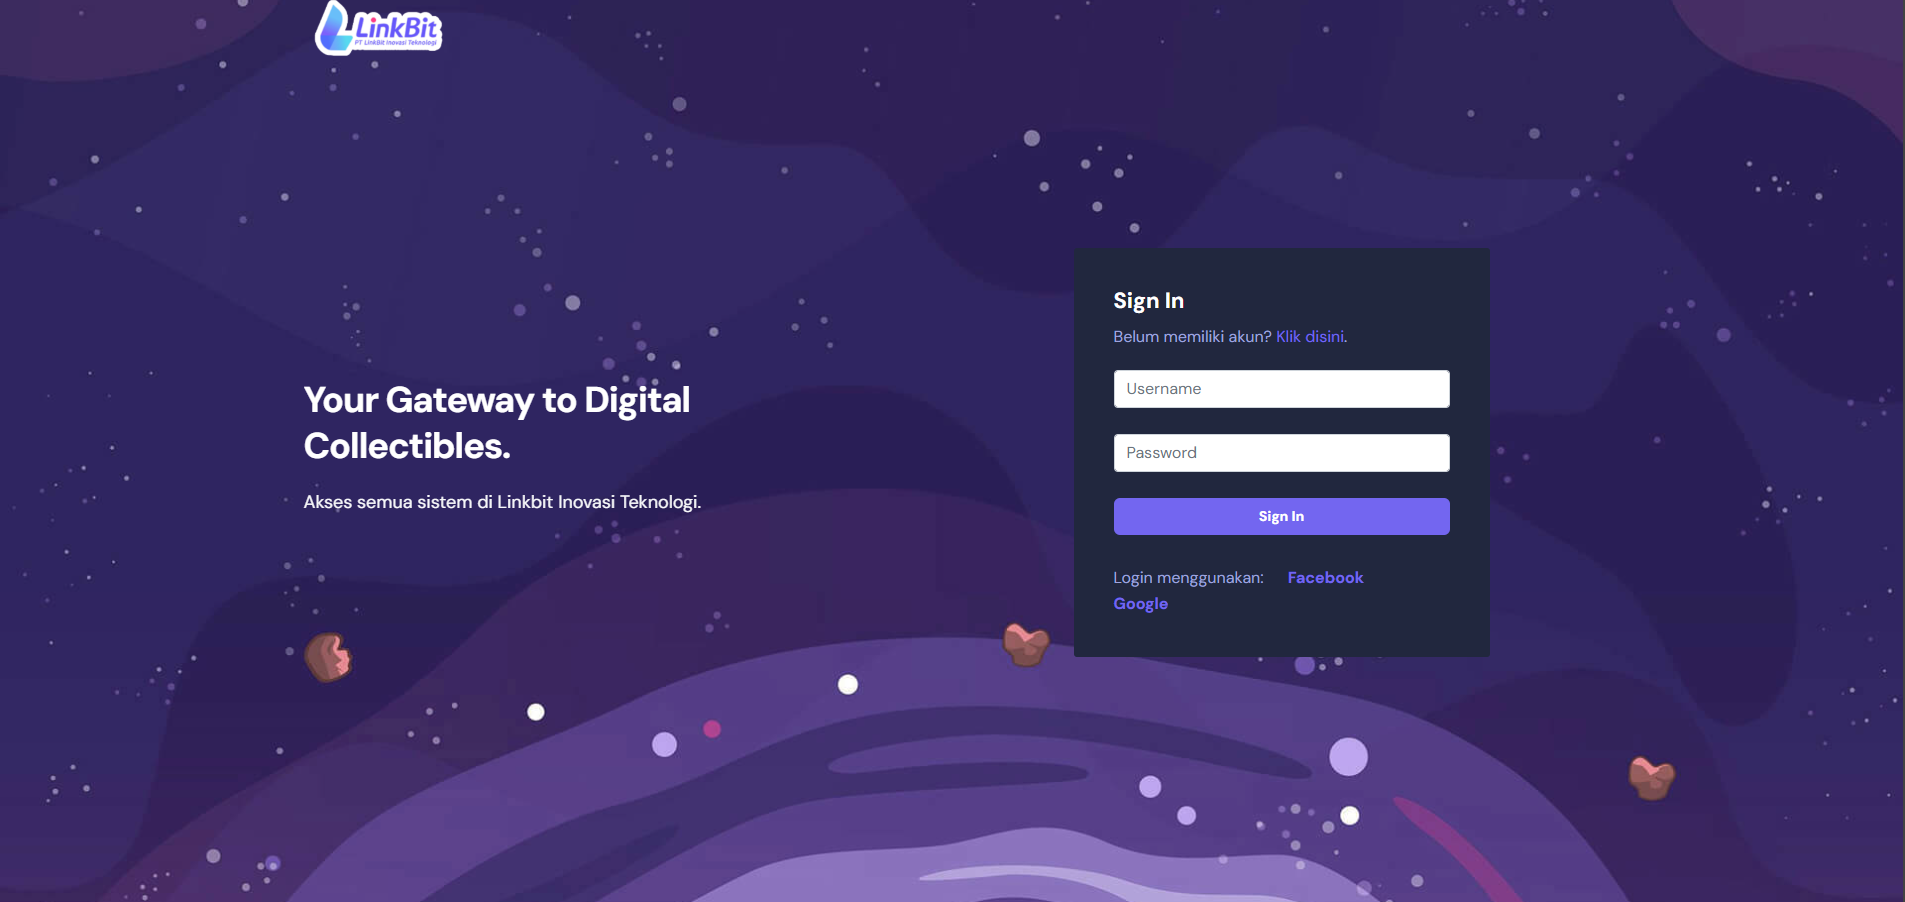 LinkBit
PT LinkBit Inovasi Teknologi
Your Gateway to Digital
Collectibles.
Akses semua sistem di Linkbit Inovasi Teknologi.
Sign In
Belum memiliki akun? Klik disini.
Username
Password
Sign In
Login menggunakan: Facebook
Google